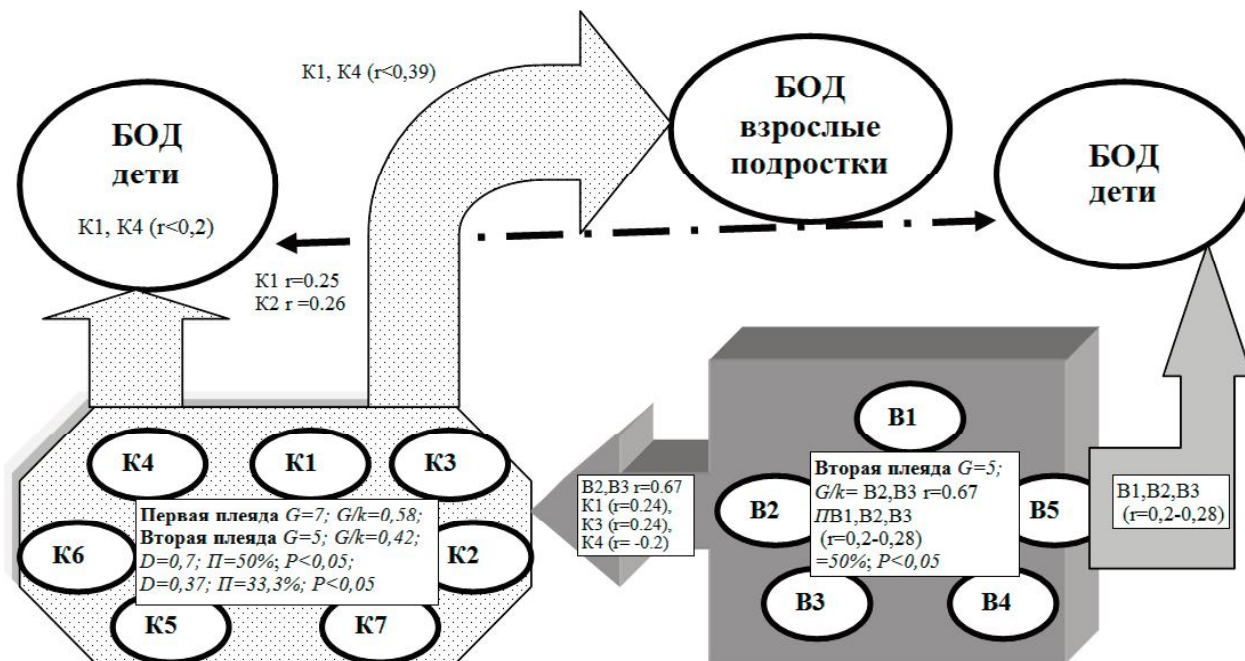 К1, К4 (r<0,39)
БОД
дети
К1, К4 (r<0,2)
БОД
взрослые
подростки
БОД
дети
К1 r=0.25
К2 r =0.26
К4
К1
К3
К6
Первая плеяда G=7; G/k=0,58;
Вторая плеяда G=5; G/k=0,42;
D=0,7; П=50%; P<0,05;
D=0,37; П=33,3%; P<0,05
К2
К5
К7
В2,В3 r=0.67
К1 (r=0.24),
К3 (r=0.24),
К4 (r= -0.2)
В1
В2
Вторая плеяда G=5;
G/k= В2,В3 r=0.67
ПВ1,В2,В3
(r=0,2-0,28)
=50%; P<0,05
В5
В3
В4
В1,В2,В3
(r=0,2-0,28)